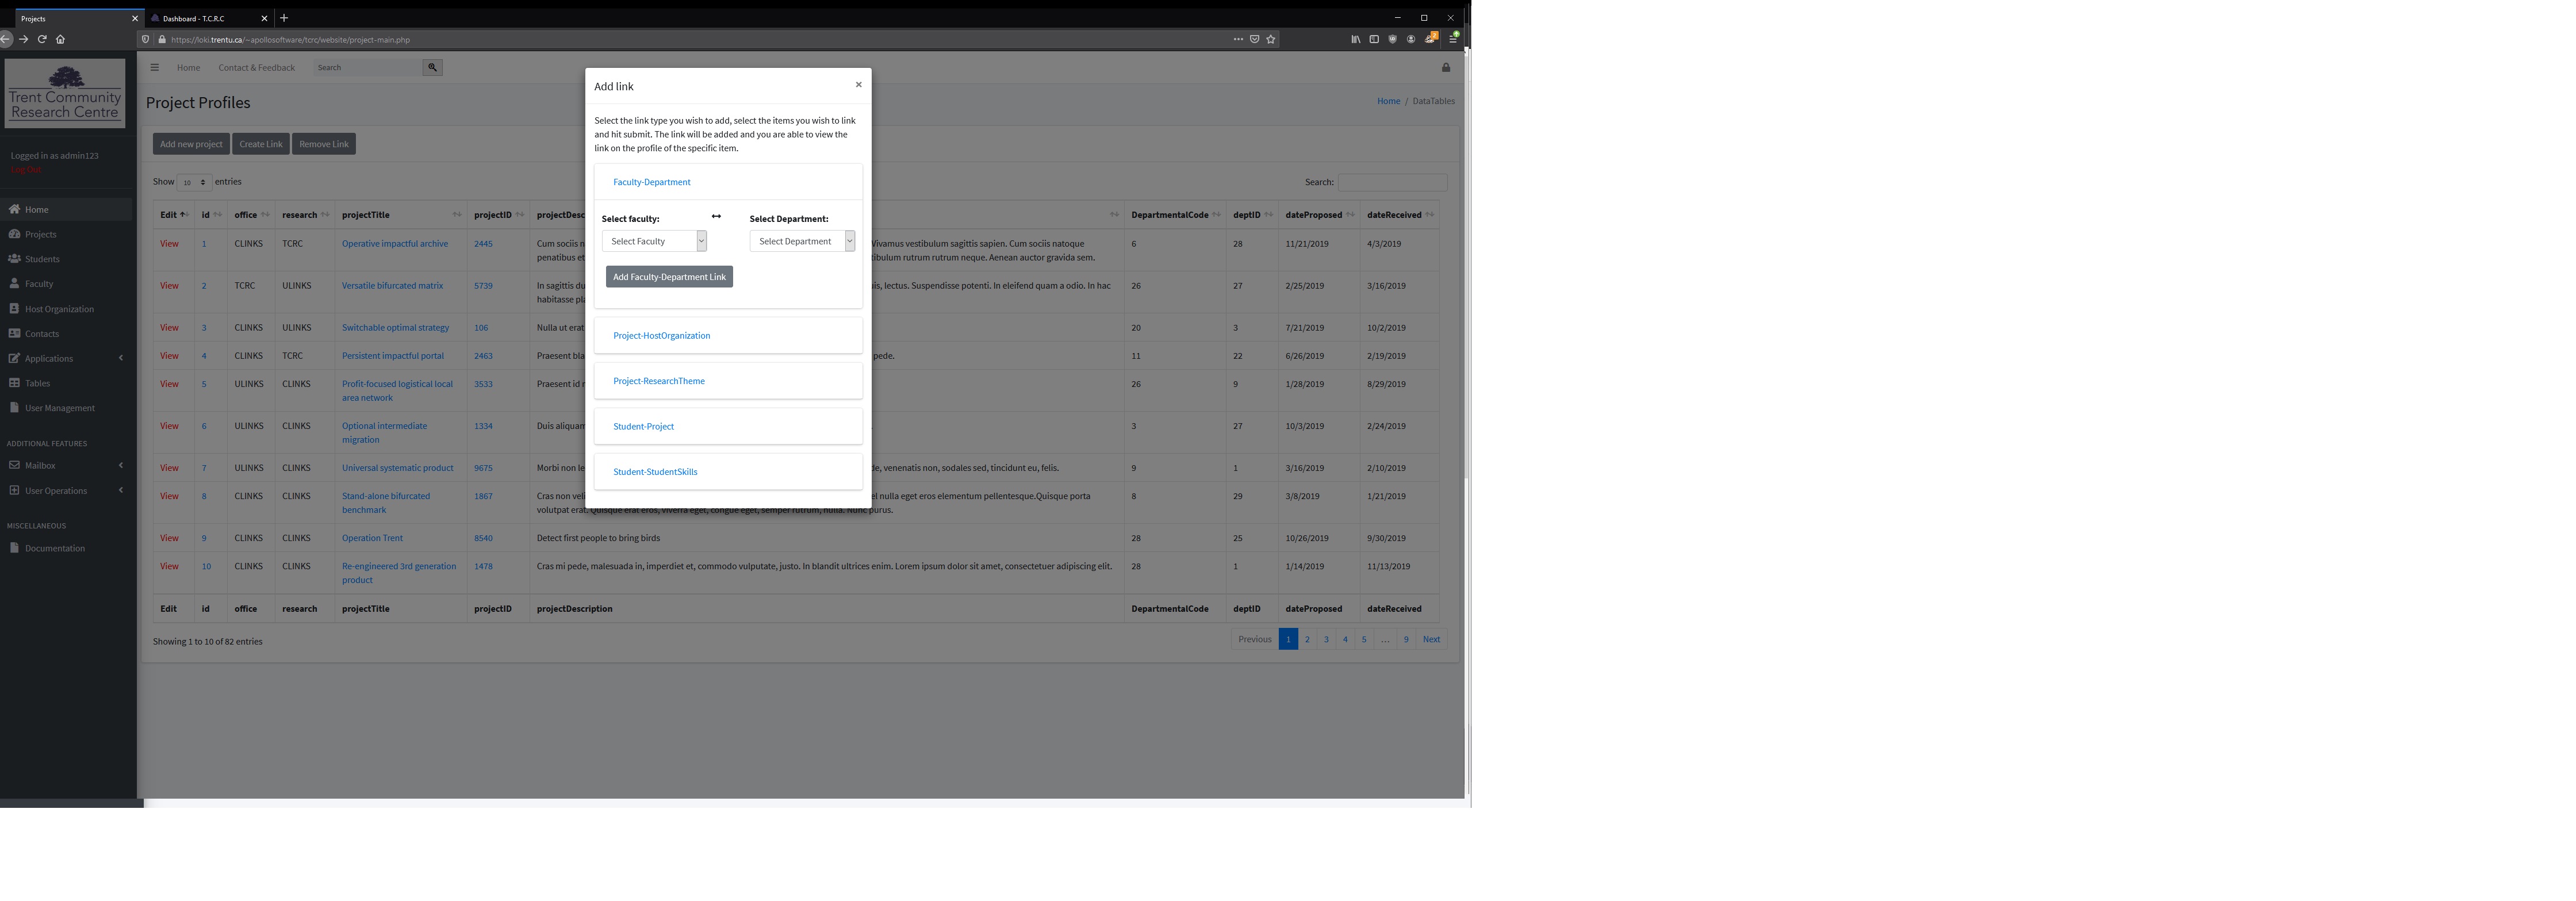 Projects
Dashboard - T.C.R.C
https://loki.trentu.ca/~apollosoftware/tcrc/website/project-main.php
Trent Community
Research Centre
Logged in as admin123
Log Out
Home
Projects
Students
Faculty
Host Organization
Contacts
Applications
Tables
User Management
ADDITIONAL FEATURES
Mailbox
User Operations
MISCELLANEOUS
Documentation
Home Contact & Feedback Search
Project Profiles
Home / DataTables
Add new project Create Link Remove Link
Show 10 entries
Search:
Edit id office research projectTitle projectID projectDesc DepartmentalCode deptID dateProposed dateReceived
View 1 CLINKS TCRC Operative impactful archive 2445 Cum sociis n Vivamus vestibulum sagittis sapien. Cum sociis natoque 6 28 11/21/2019 4/3/2019
penatibus et tibulum rutrum rutrum neque. Aenean auctor gravida sem.
View 2 TCRC ULINKS Versatile bifurcated matrix 5739 In sagittis du uis, lectus. Suspendisse potenti. In eleifend quam a odio. In hac 26 27 2/25/2019 3/16/2019
habitasse pla
View 3 CLINKS ULINKS Switchable optimal strategy 106 Nulla ut erat 20 3 7/21/2019 10/2/2019
View 4 CLINKS TCRC Persistent impactful portal 2463 Praesent bla pede. 11 22 6/26/2019 2/19/2019
View 5 ULINKS CLINKS Profit-focused logistical local 3533 Praesent id 26 9 1/28/2019 8/29/2019
area network
View 6 ULINKS CLINKS Optional intermediate 1334 Duis aliquam 3 27 10/3/2019 2/24/2019
migration
View 7 ULINKS CLINKS Universal systematic product 9675 Morbi non le de, venenatis non, sodales sed, tincidunt eu, felis. 9 1 3/16/2019 2/10/2019
View 8 CLINKS CLINKS Stand-alone bifurcated 1867 Cras non veli el nulla eget eros elementum pellentesque.Quisque porta 8 29 3/8/2019 1/21/2019
benchmark volutpat erat. Quisque erat eros, viverra eget, congue eget, semper rutrum, nulla. Nunc purus.
View 9 CLINKS CLINKS Operation Trent 8540 Detect first people to bring birds 28 25 10/26/2019 9/30/2019
View 10 CLINKS CLINKS Re-engineered 3rd generation 1478 Cras mi pede, malesuada in, imperdiet et, commodo vulputate, justo. In blandit ultrices enim. Lorem ipsum dolor sit amet, consectetuer adipiscing elit. 28 1 1/14/2019 11/13/2019
product
Edit id office research projectTitle projectID projectDescription DepartmentalCode deptID dateProposed dateReceived
Showing 1 to 10 of 82 entries
Previous 1 2 3 4 5 … 9 Next
Add link ×
Select the link type you wish to add, select the items you wish to link
and hit submit. The link will be added and you are able to view the
link on the profile of the specific item.
Faculty-Department
Select faculty: Select Department:
Select Faculty Select Department
Add Faculty-Department Link
Project-HostOrganization
Project-ResearchTheme
Student-Project
Student-StudentSkills